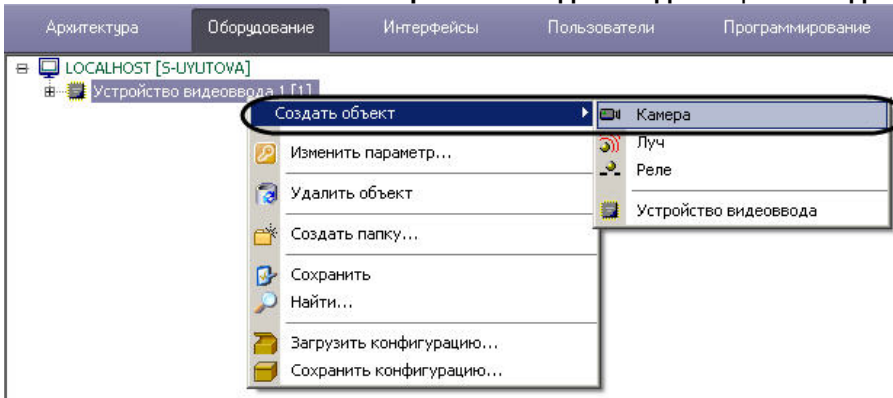 Архитектура Оборудование Интерфейсы Пользователи Программирование
LOCALHOST [S-UYUTOVA]
Устройство видеоввода 1 [1]
Создать объект
Изменить параметр...
Удалить объект
Создать папку...
Сохранить
Найти...
Загрузить конфигурацию...
Сохранить конфигурацию...
Камера
Луч
Реле
Устройство видеоввода